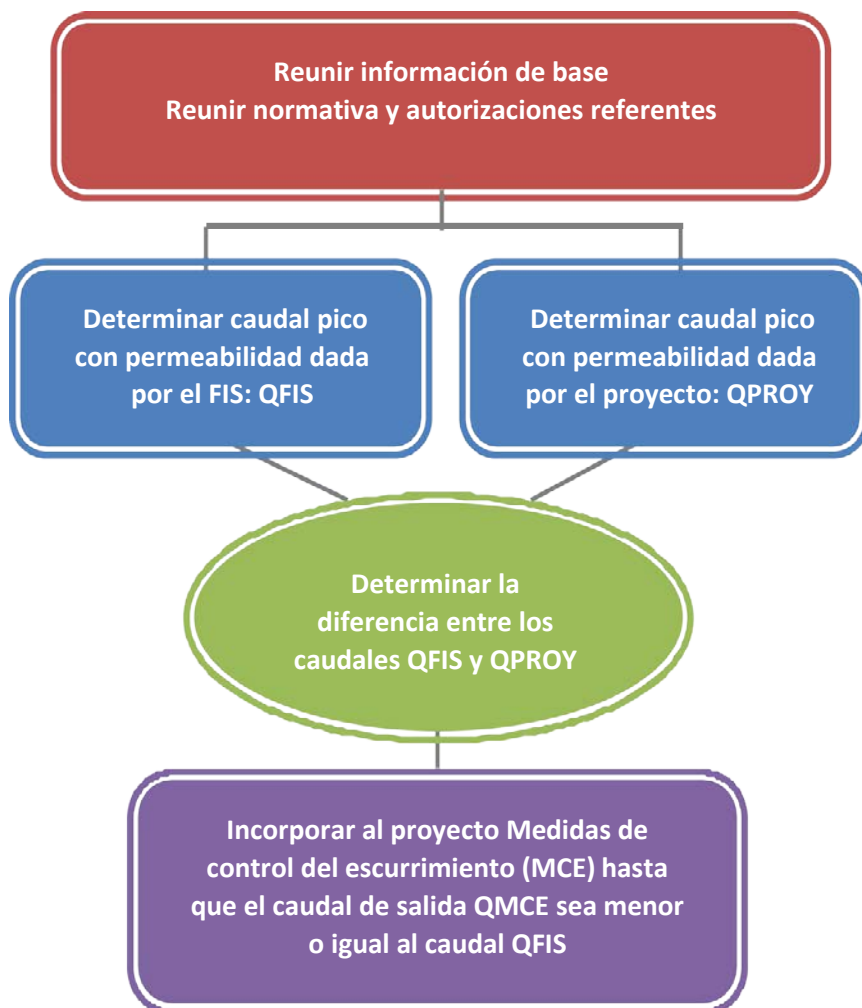 Reunir información de base
Reunir normativa y autorizaciones referentes
Determinar caudal pico
con permeabilidad dada
por el FIS: QFIS
Determinar caudal pico
con permeabilidad dada
por el proyecto: QPROY
Determinar la
diferencia entre los
caudales QFIS y QPROY
Incorporar al proyecto Medidas de
control del escurrimiento (MCE) hasta
que el caudal de salida QMCE sea menor
o igual al caudal QFIS